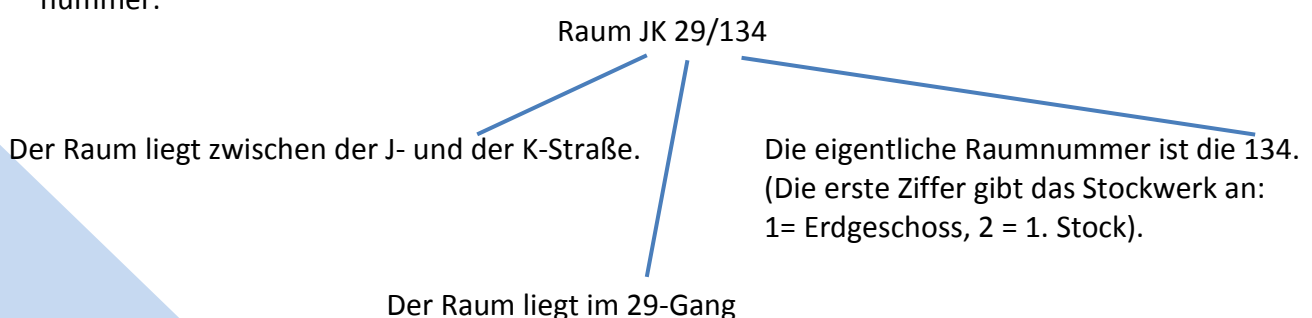 nummer:
Raum JK 29/134
Der Raum liegt zwischen der J- und der K-Straße.
Die eigentliche Raumnummer ist die 134.
(Die erste Ziffer gibt das Stockwerk an:
1= Erdgeschoss, 2 = 1. Stock).
Der Raum liegt im 29-Gang